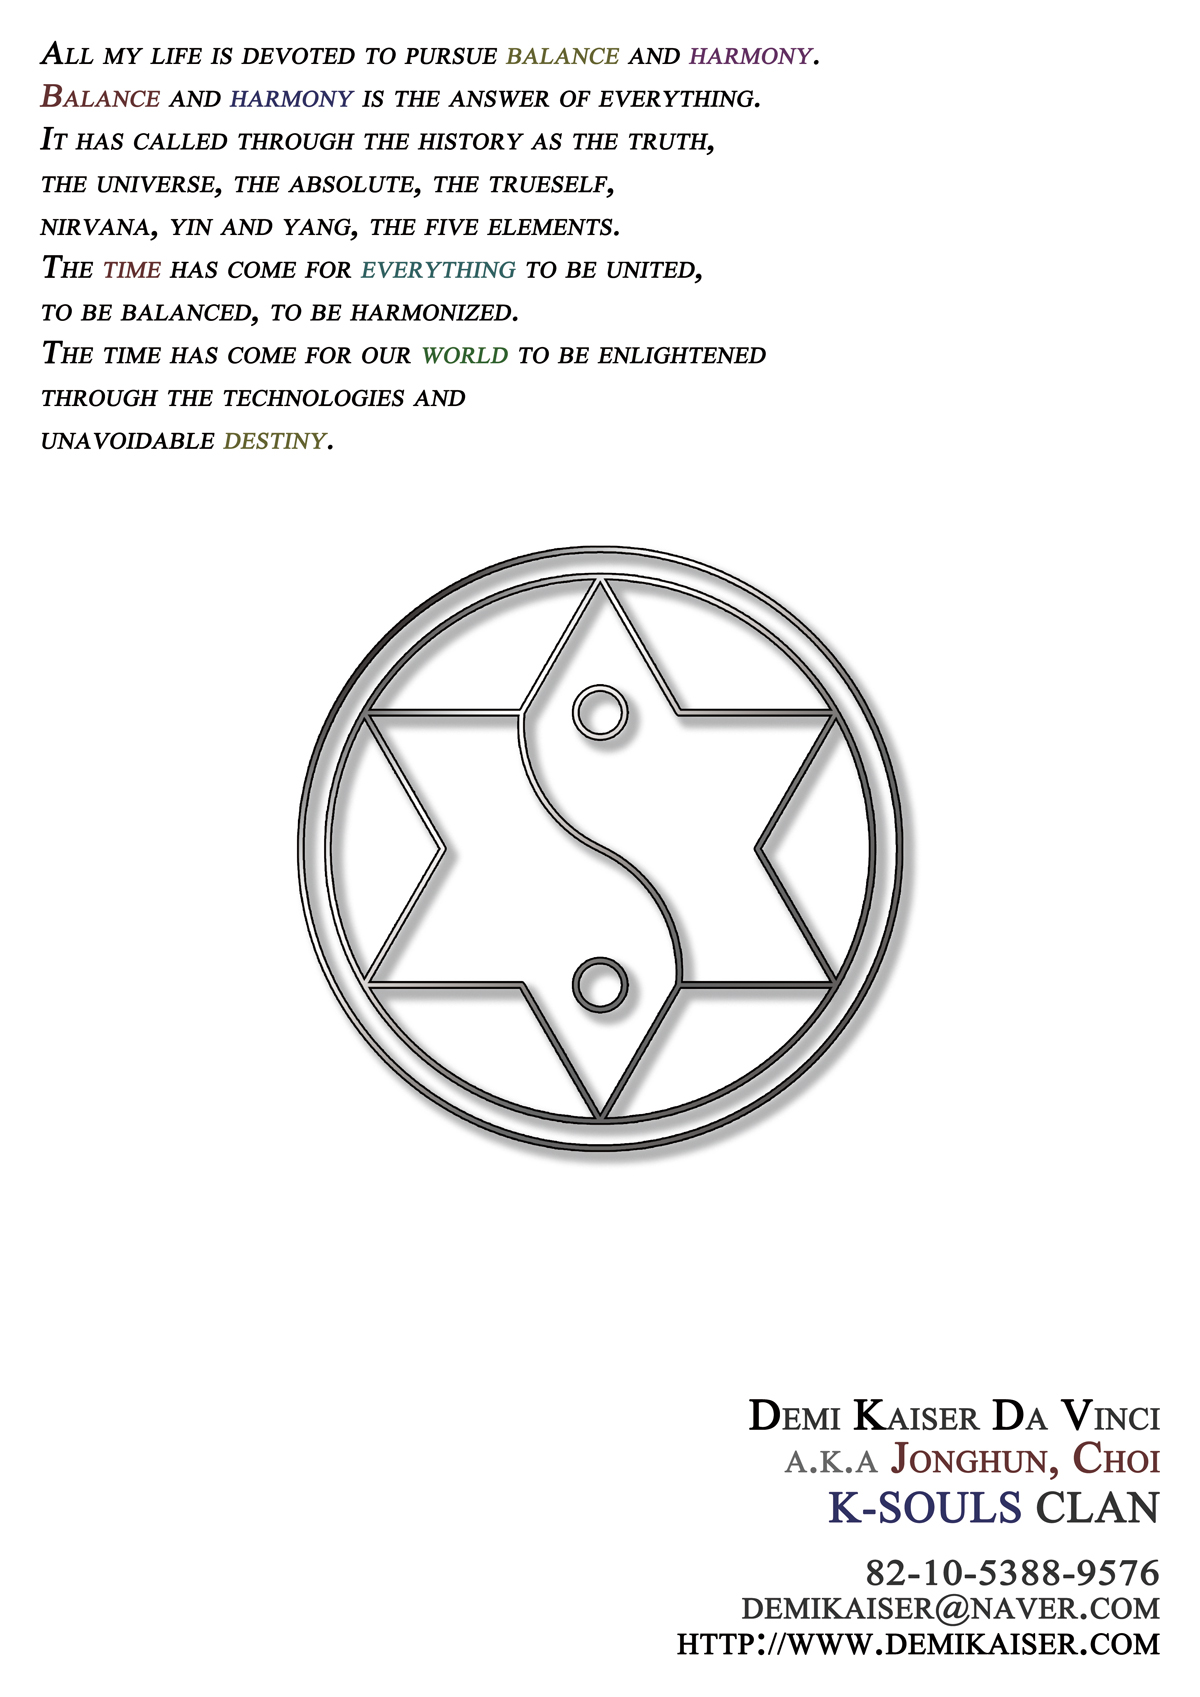 All my life is devoted to pursue balance and harmony.
Balance and harmony is the answer of everything.
It has called through the history as the truth,
the universe, the absolute, the trueself,
nirvana, yin and yang, the five elements.
The time has come for everything to be united,
to be balanced, to be harmonized.
The time has come for our world to be enlightened
through the technologies and
unavoidable destiny.
Demi Kaiser Da Vinci
a.k.a Jonghun, Choi
K-SOULS CLAN
82-10-5388-9576
demikaiser@naver.com
http://www.demikaiser.com